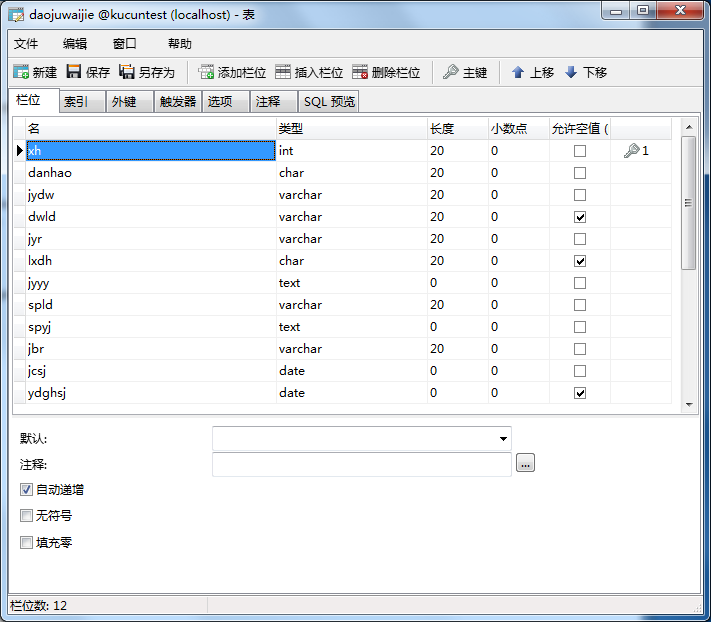 daojuwaijie @kucuntest (localhost) - 表
文件 编辑 窗口 帮助
新建 保存 另存为 添加栏位 插入栏位 删除栏位 主键 上移 下移
栏位 索引 外键 触发器 选项 注释 SQL 预览
名 类型 长度 小数点 允许空值 (
xh int 20 0 1
danhao char 20 0
jydw varchar 20 0
dwld varchar 20 0
jyr varchar 20 0
lxdh char 20 0
jyyy text 0 0
spld varchar 20 0
spyj text 0 0
jbr varchar 20 0
jcsj date 0 0
ydghsj date 0 0
默认:
注释: ...
自动递增
无符号
填充零
栏位数: 12